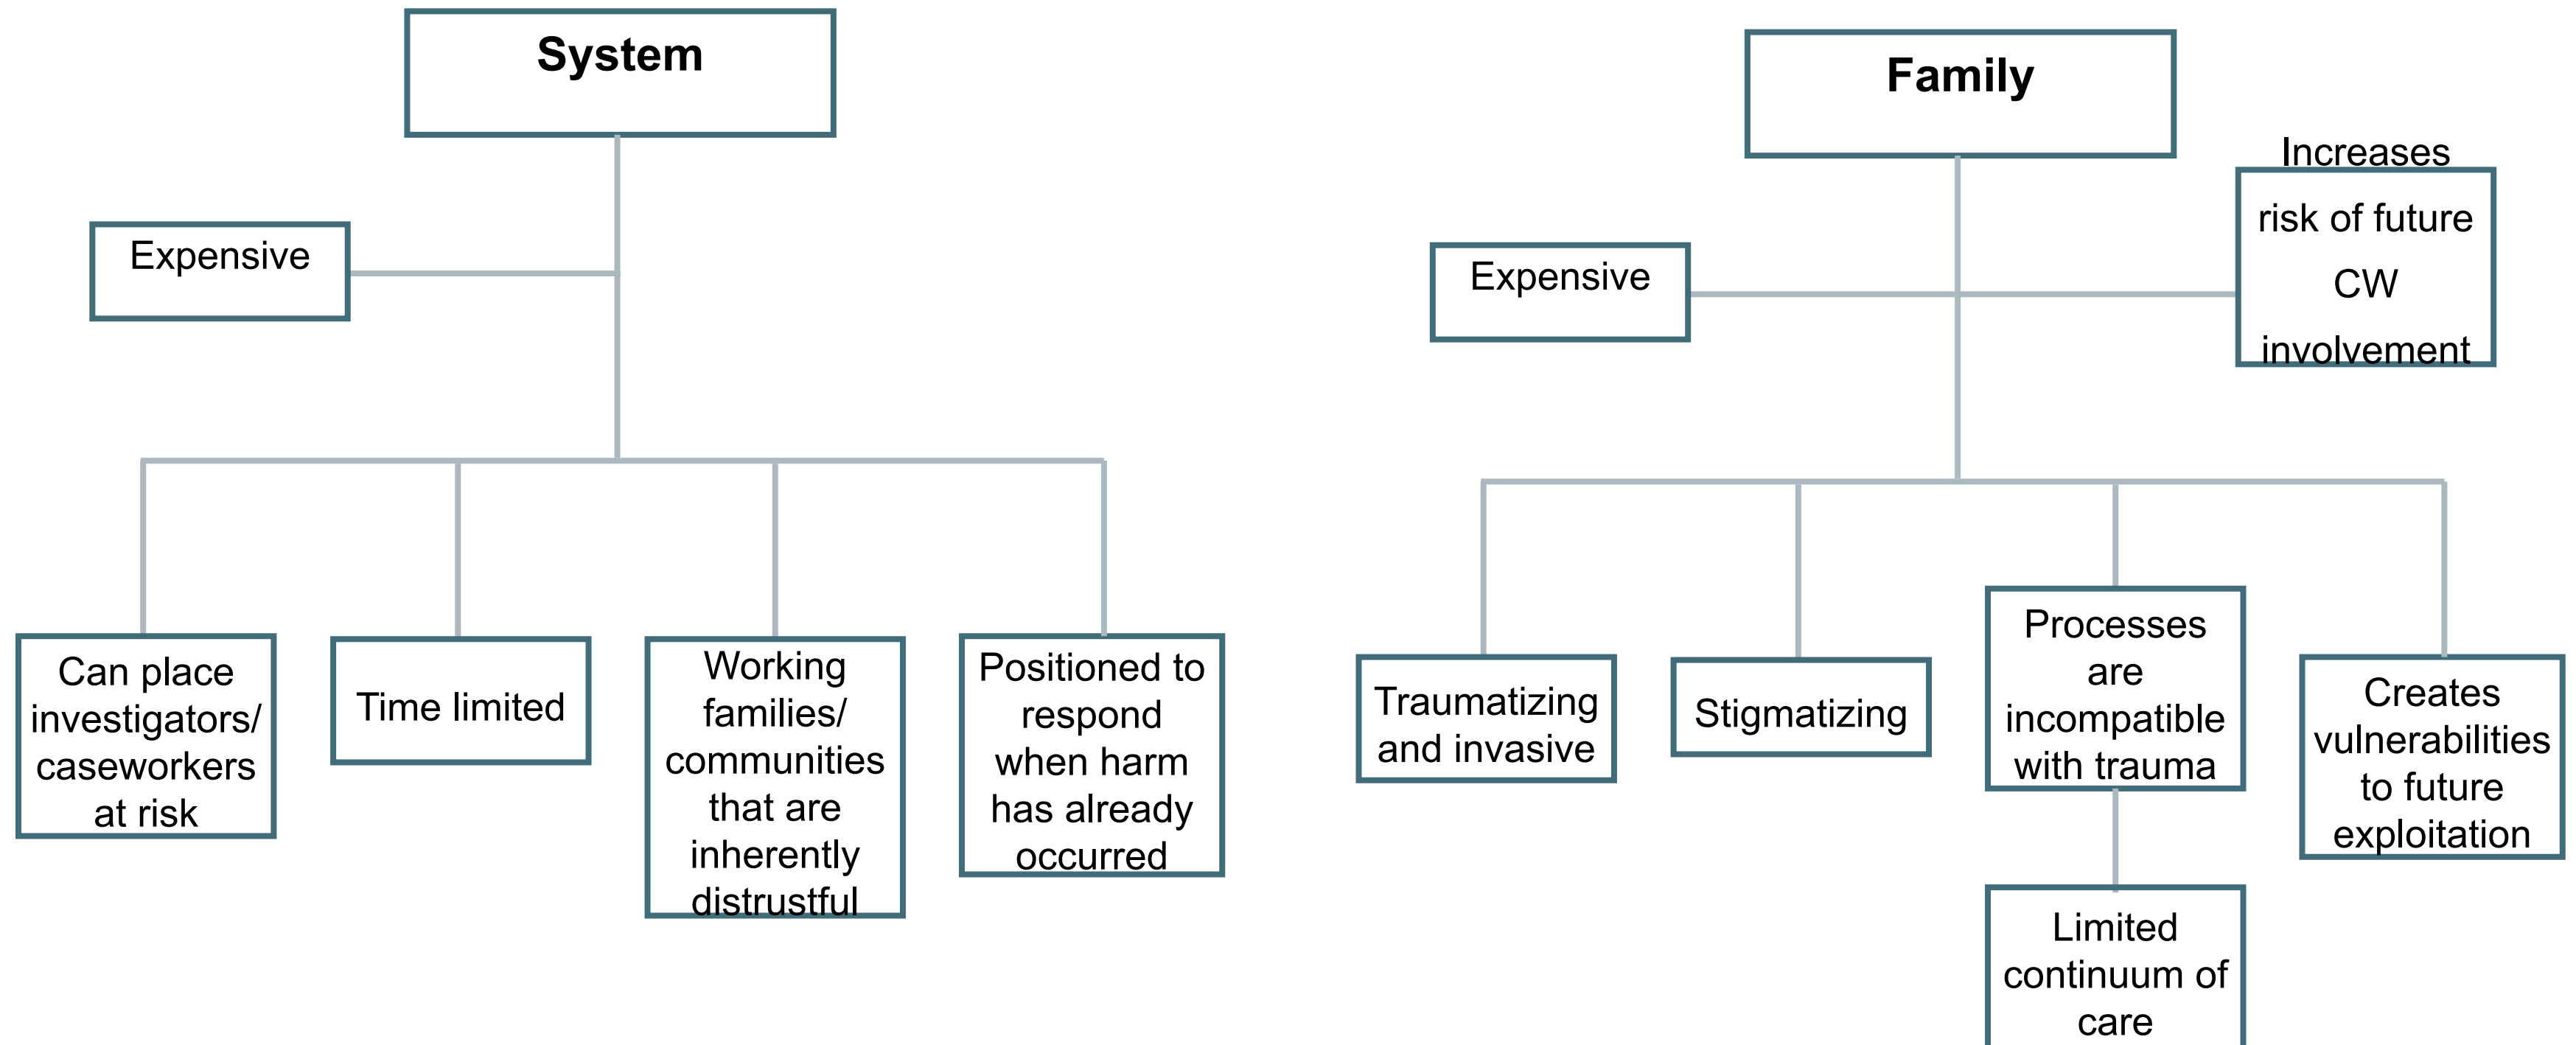 System
Expensive
Can place
investigators/
caseworkers
at risk
Time limited
Working
families/
communities
that are
inherently
distrustful
Positioned to
respond
when harm
has already
occurred
Family
Expensive
Increases
risk of future
CW
involvement
Traumatizing
and invasive
Stigmatizing
Processes
are
incompatible
with trauma
Limited
continuum of
care
Creates
vulnerabilities
to future
exploitation